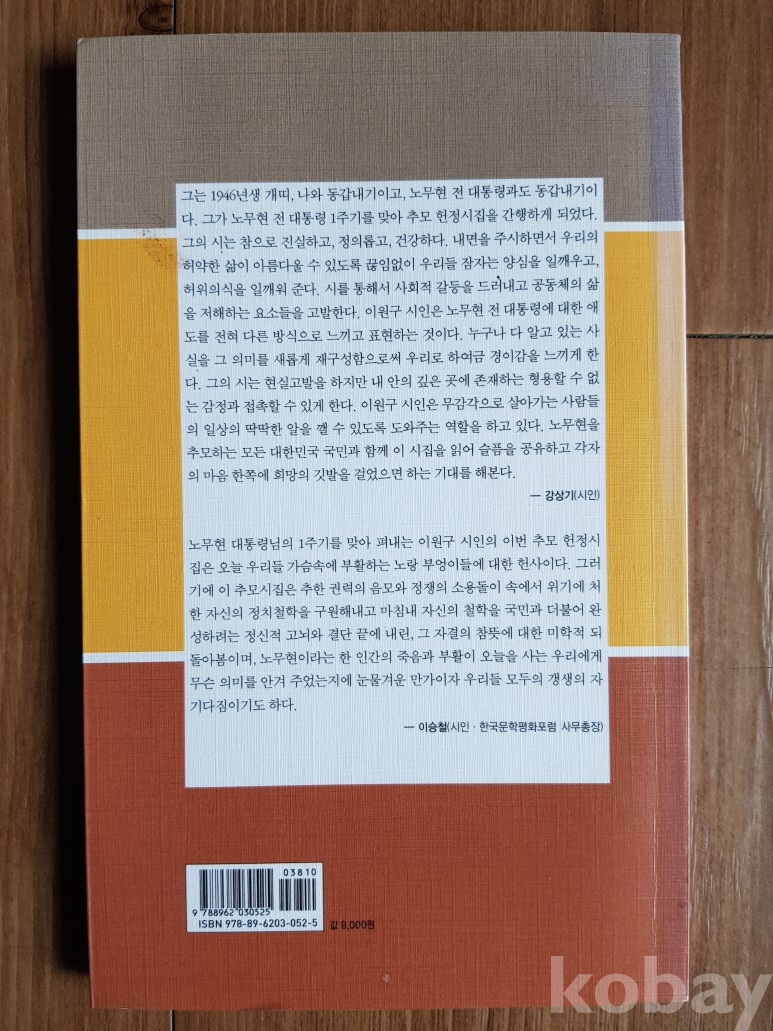 그는 1946년생 개띠, 나와 동갑내기이고, 노무현 전 대통령과도 동갑내기이
다. 그가 노무현 전 대통령 1주기를 맞아 추모 헌정시집을 간행하게 되었다.
그의 시는 참으로 진실하고, 정의롭고, 건강하다. 내면을 주시하면서 우리의
허약한 삶이 아름다울 수 있도록 끊임없이 우리들 잠자는 양심을 일깨우고,
허위의식을 일깨워 준다. 시를 통해서 사회적 갈등을 드러내고 공동체의 삶
을 저해하는 요소들을 고발한다. 이원구 시인은 노무현 전 대통령에 대한 애
도를 전혀 다른 방식으로 느끼고 표현하는 것이다. 누구나 다 알고 있는 사
실을 그 의미를 새롭게 재구성함으로써 우리로 하여금 경이감을 느끼게 한
다. 그의 시는 현실고발을 하지만 내 안의 깊은 곳에 존재하는 형용할 수 없
는 감정과 접촉할 수 있게 한다. 이원구 시인은 무감각으로 살아가는 사람들
의 일상의 딱딱한 알을 깰 수 있도록 도와주는 역할을 하고 있다. 노무현을
추모하는 모든 대한민국 국민과 함께 이 시집을 읽어 슬픔을 공유하고 각자
의 마음 한쪽에 희망의 깃발을 걸었으면 하는 기대를 해본다.
— 강상기(시인)
노무현 대통령님의 1주기를 맞아 펴내는 이원구 시인의 이번 추모 헌정시
집은 오늘 우리들 가슴속에 부활하는 노랑 부엉이들에 대한 헌사이다. 그러
기에 이 추모시집은 추한 권력의 음모와 정쟁의 소용돌이 속에서 위기에 처
한 자신의 정치철학을 구원해내고 마침내 자신의 철학을 국민과 더불어 완
성하려는 정신적 고뇌와 결단 끝에 내린, 그 자결의 참뜻에 대한 미학적 되
돌아봄이며, 노무현이라는 한 인간의 죽음과 부활이 오늘을 사는 우리에게
무슨 의미를 안겨 주었는지에 눈물겨운 만가이자 우리들 모두의 갱생의 자
기다짐이기도 하다.
— 이승철(시인 · 한국문학평화포럼 사무총장)
03810
9 788962 030525
ISBN 978-89-6203-052-5
값 9,000원
kobay